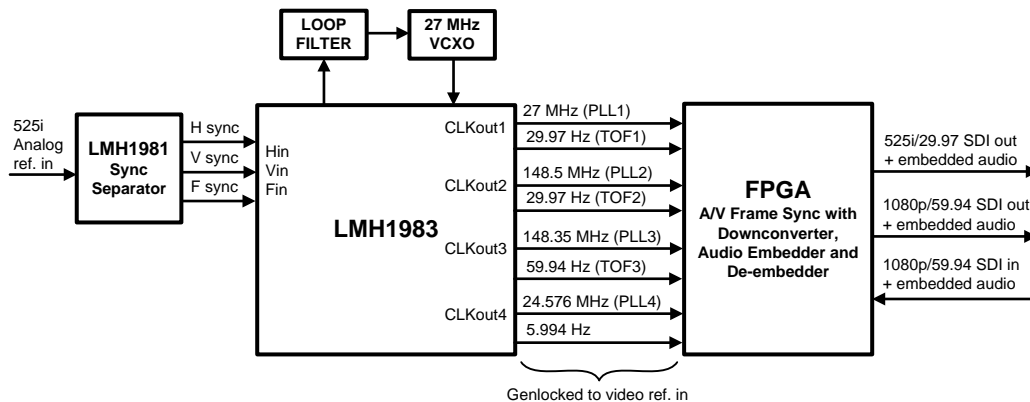 LOOP
FILTER
27 MHz
VCXO
525i
Analog
ref. in
LMH1981
Sync
Separator
H sync
V sync
F sync
Hin
Vin
Fin
LMH1983
CLKout1
CLKout2
CLKout3
CLKout4
27 MHz (PLL1)
29.97 Hz (TOF1)
148.5 MHz (PLL2)
29.97 Hz (TOF2)
148.35 MHz (PLL3)
59.94 Hz (TOF3)
24.576 MHz (PLL4)
5.994 Hz
FPGA
A/V Frame Sync with
Downconverter,
Audio Embedder and
De-embedder
525i/29.97 SDI out
+ embedded audio
1080p/59.94 SDI out
+ embedded audio
1080p/59.94 SDI in
+ embedded audio
Genlocked to video ref. in